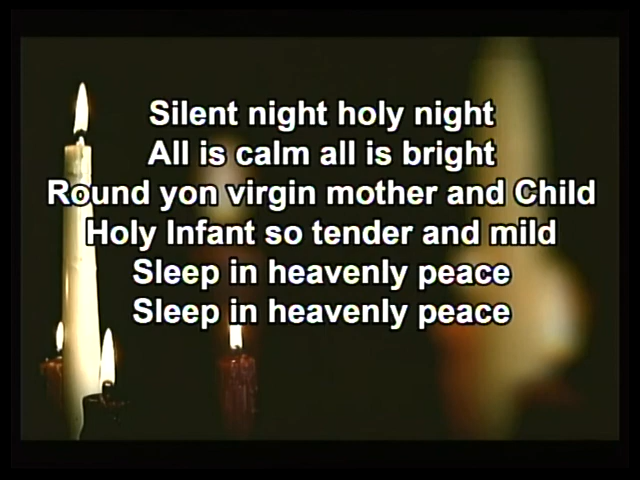 Silent night holy night
All is calm all is bright
Round yon virgin mother and Child
Holy Infant so tender and mild
Sleep in heavenly peace
Sleep in heavenly peace